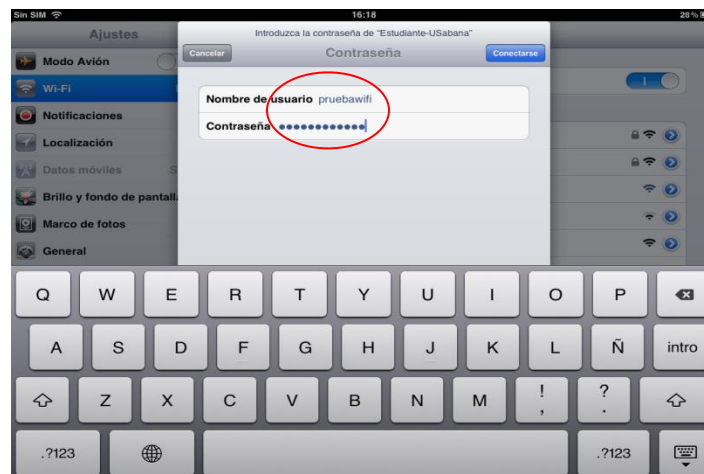 Sin SIM 16:18 28 %
Ajustes
Introduzca la contraseña de "Estudiante-USabana"
Cancelar Contraseña Conectarse
Modo Avión
Wi-Fi
Nombre de usuario pruebawifi
Notificaciones
Contraseña ••••••••••••
Localización
Datos móviles S
Brillo y fondo de pantall
Marco de fotos
General
Q W E R T Y U I O P
A S D F G H J K L Ñ intro
Z X C V B N M ! , ? .
.?123 .?123